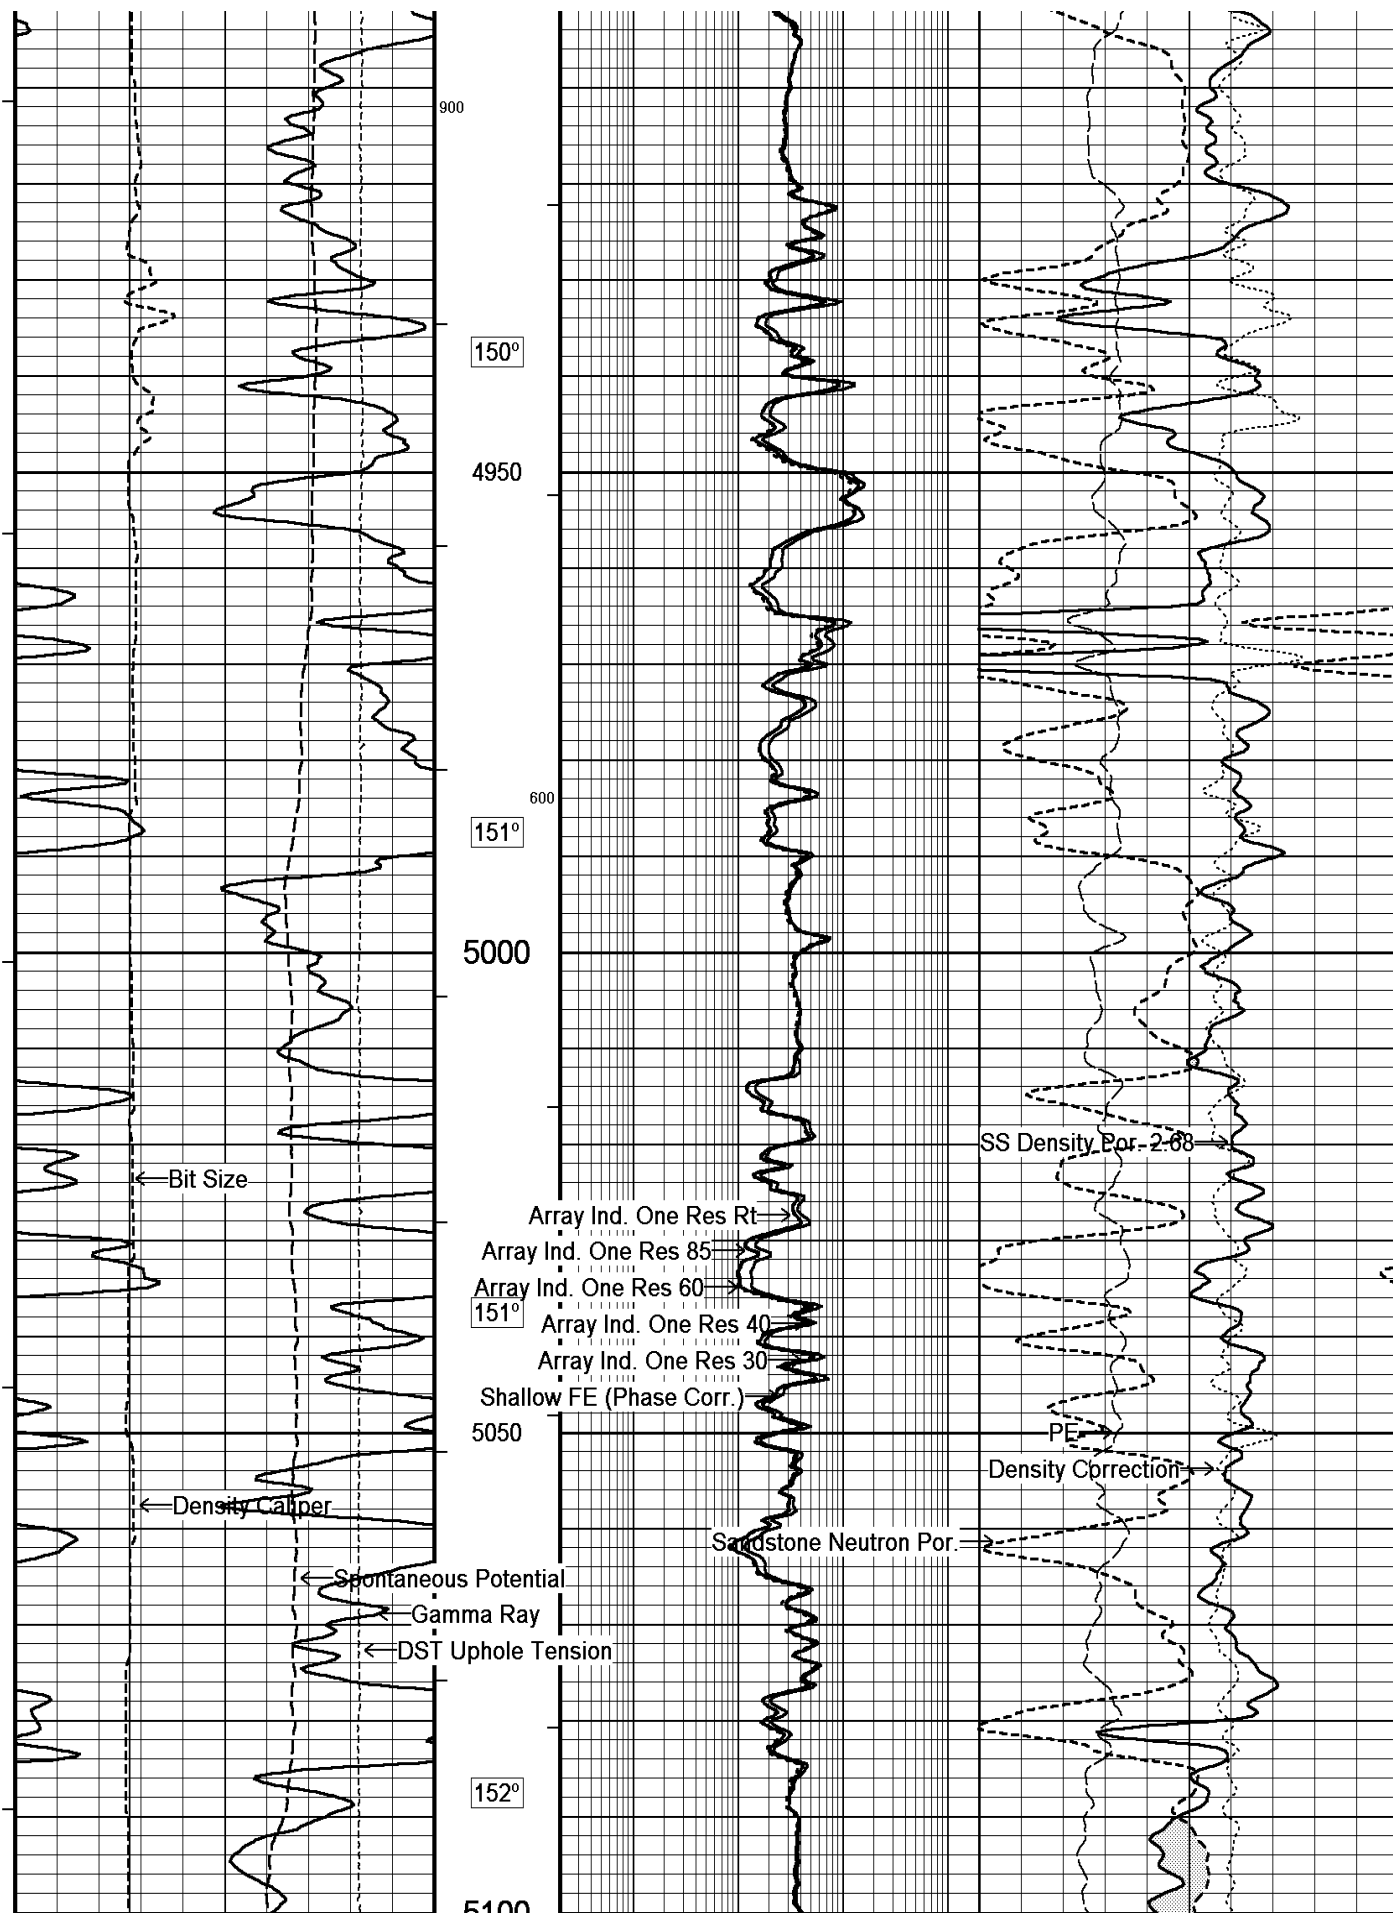 900
150°
4950
600
151°
5000
SS Density Por. 2.68
Bit Size
Array Ind. One Res Rt
Array Ind. One Res 85
Array Ind. One Res 60
151°
Array Ind. One Res 40
Array Ind. One Res 30
Shallow FE (Phase Corr.)
5050
PE
Density Correction
Density Caliper
Sandstone Neutron Por.
Spontaneous Potential
Gamma Ray
DST Uphole Tension
152°
5100